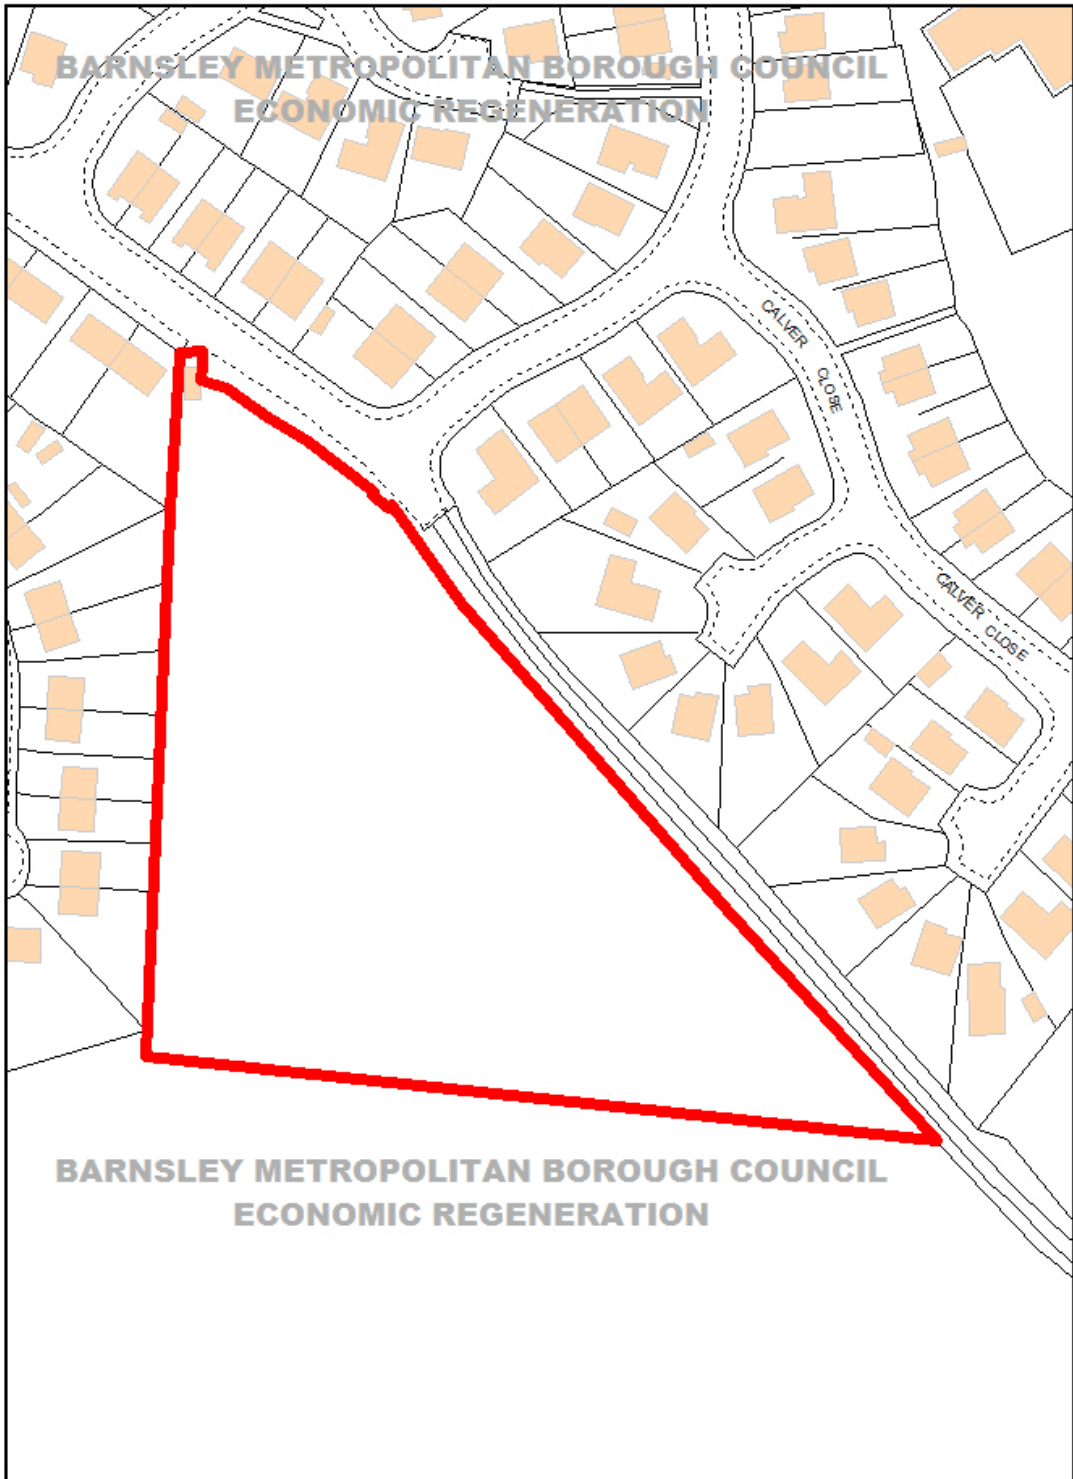 BARNSLEY METROPOLITAN BOROUGH COUNCIL
ECONOMIC REGENERATION
CALVER
CLOSE
CALVER CLOSE
BARNSLEY METROPOLITAN BOROUGH COUNCIL
ECONOMIC REGENERATION